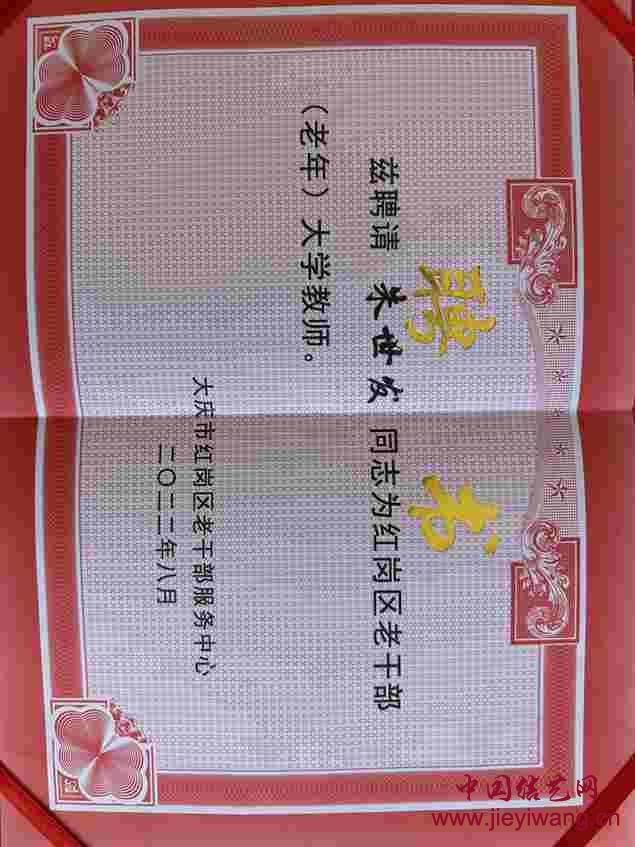 聘书
兹聘请 朱世发 同志为红岗区老干部
（老年）大学教师。
大庆市红岗区老干部服务中心
二〇二二年八月
中国结艺网
www.jieyiwang.cn